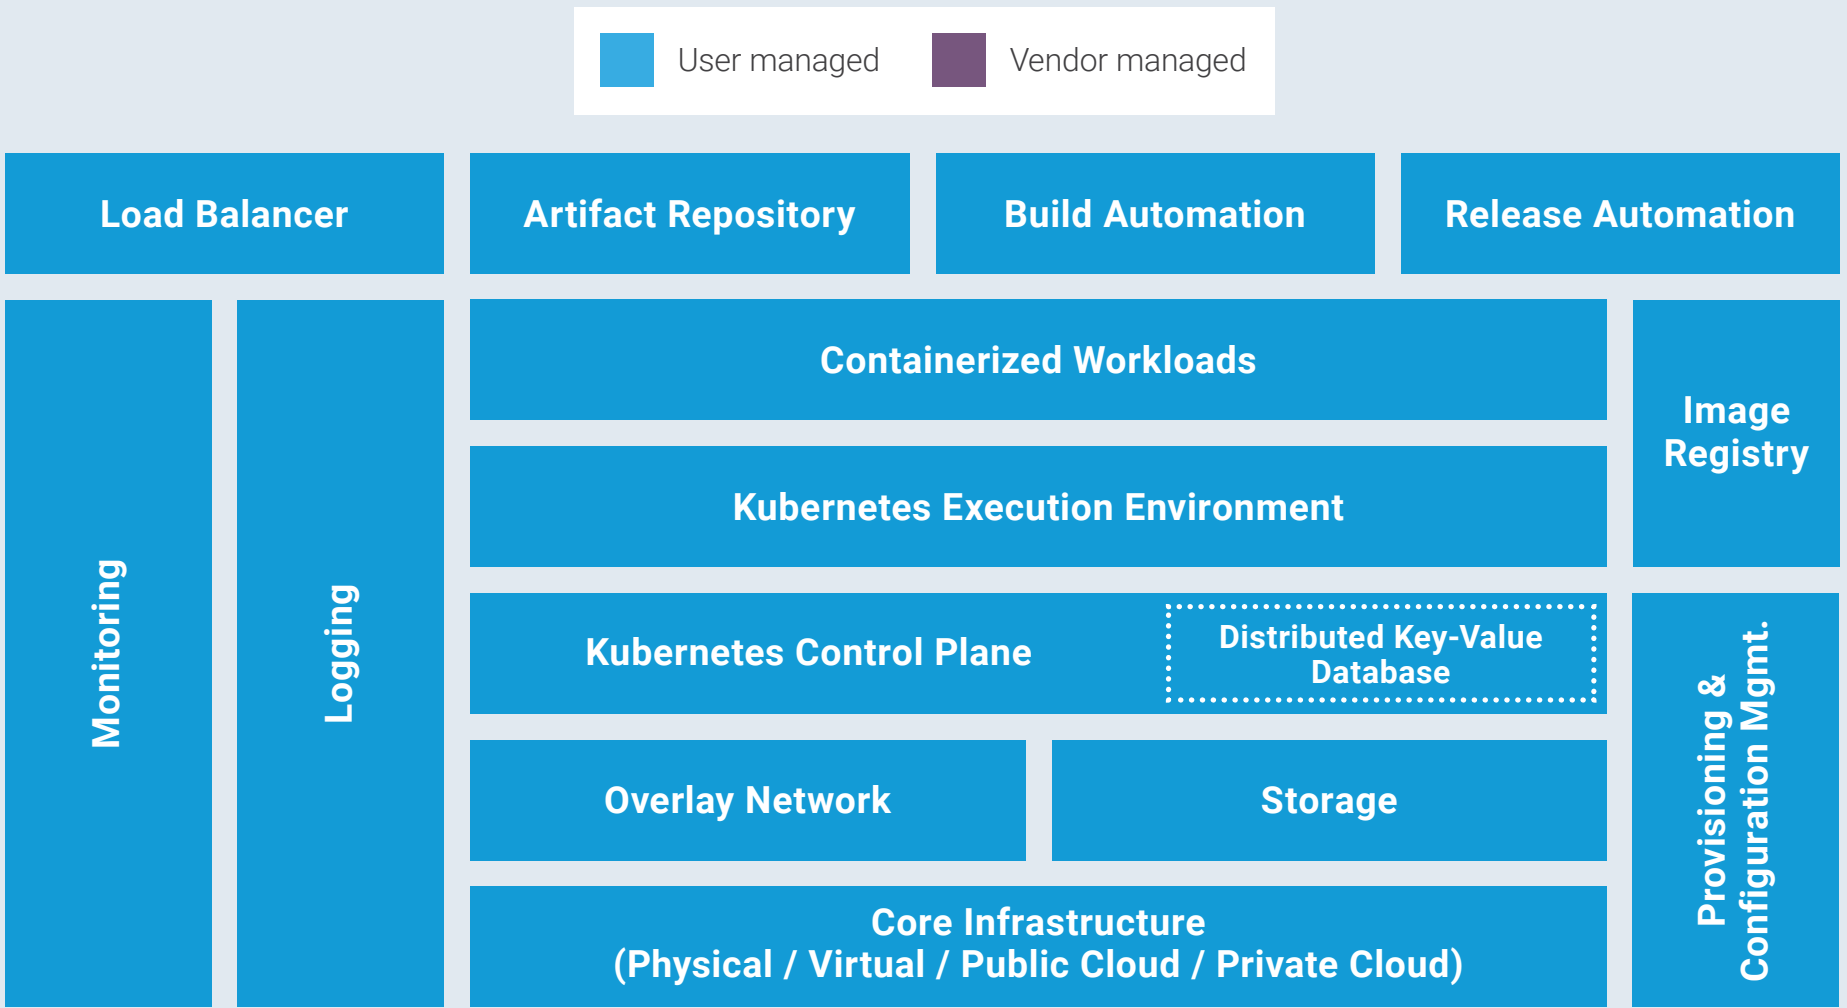 User managed
Vendor managed
Load Balancer
Artifact Repository
Build Automation
Release Automation
Monitoring
Logging
Containerized Workloads
Image
Registry
Kubernetes Execution Environment
Kubernetes Control Plane
Distributed Key-Value
Database
Provisioning &
Configuration Mgmt.
Overlay Network
Storage
Core Infrastructure
(Physical / Virtual / Public Cloud / Private Cloud)